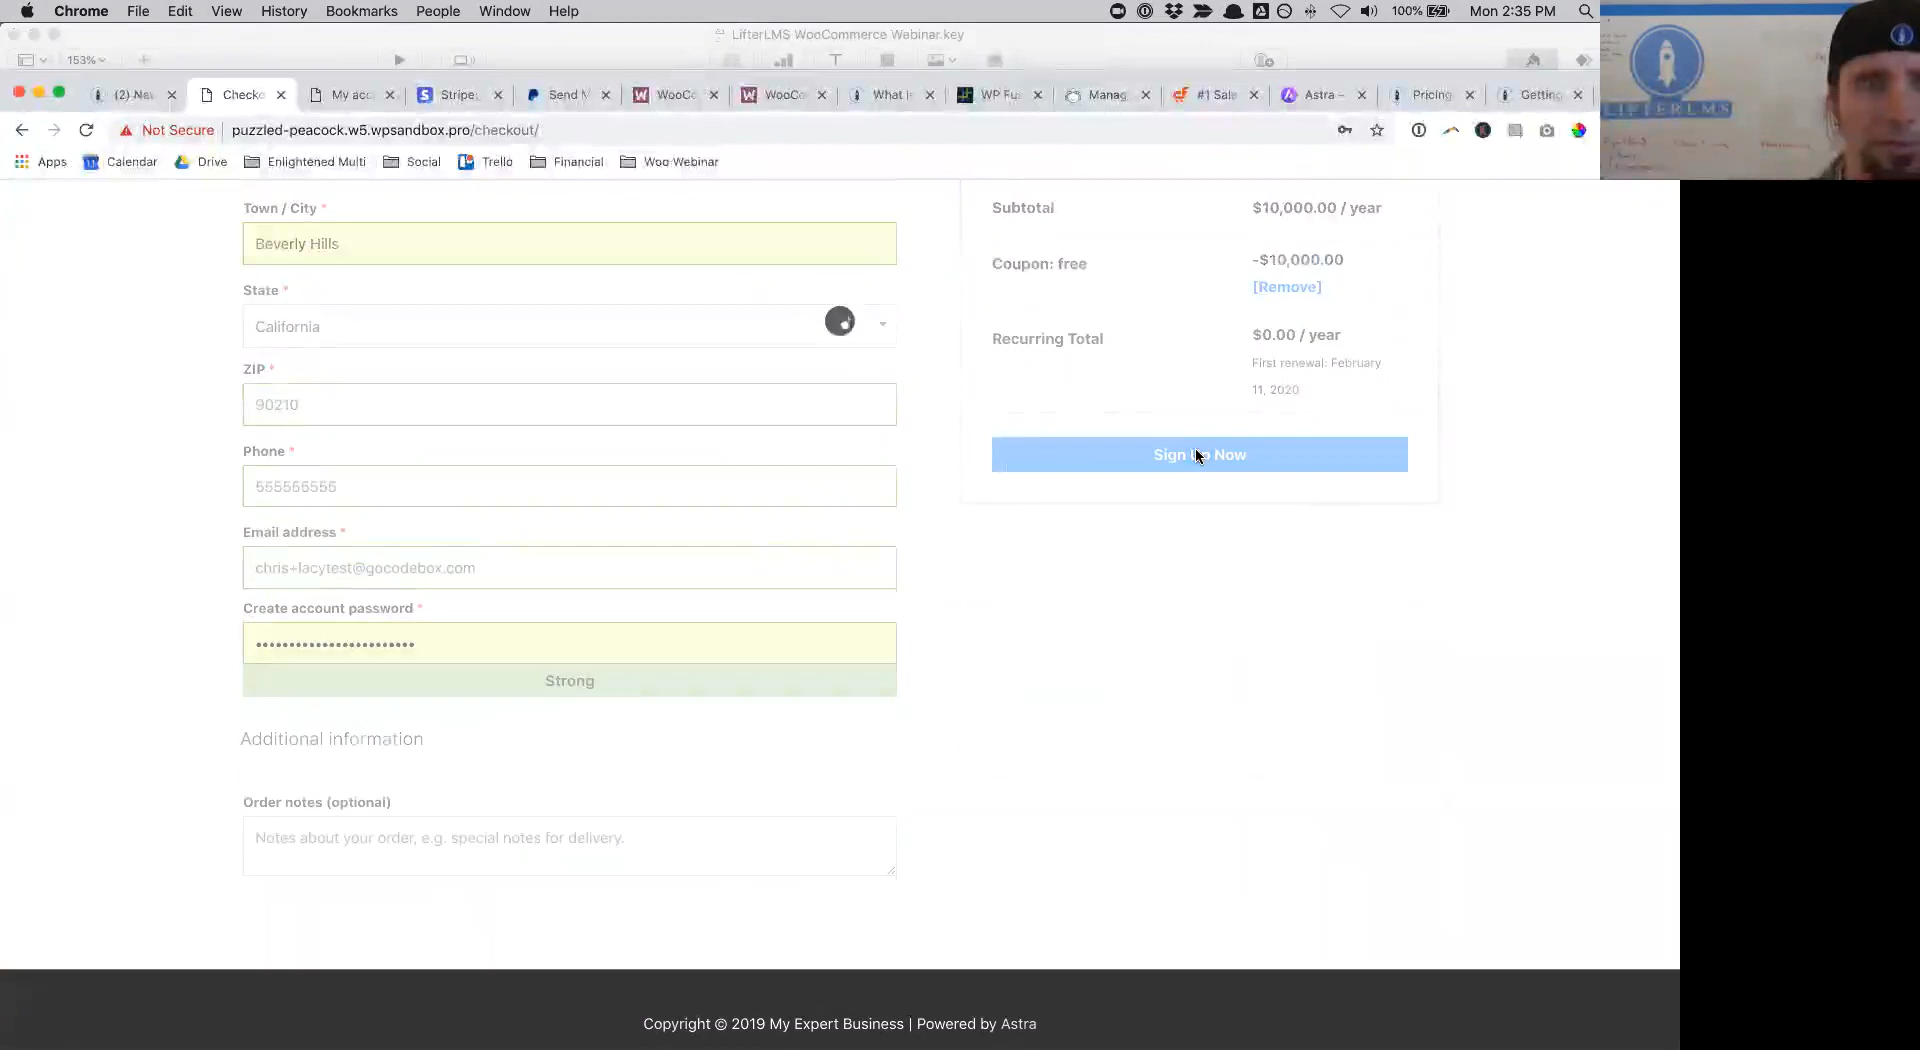 Chrome File Edit View History Bookmarks People Window Help 100% Mon 2:35 PM
LifterLMS WooCommerce Webinar.key
153%
(2) Ne Checko My acc Stripe: Send M WooCo WooCo What is WP Fus Manag #1 Sale Astra – Pricing Getting
Not Secure puzzled-peacock.w5.wpsandbox.pro/checkout/
Apps Calendar Drive Enlightened Multi Social Trello Financial Woo Webinar
LIFTERLMS
Town / City *
Beverly Hills
State *
California
ZIP *
90210
Phone *
555556555
Email address *
chris+lacytest@gocodebox.com
Create account password *
Strong
Additional information
Order notes (optional)
Notes about your order, e.g. special notes for delivery.
Subtotal $10,000.00 / year
Coupon: free -$10,000.00
[Remove]
Recurring Total $0.00 / year
First renewal: February
11, 2020
Sign Up Now
Copyright © 2019 My Expert Business | Powered by Astra